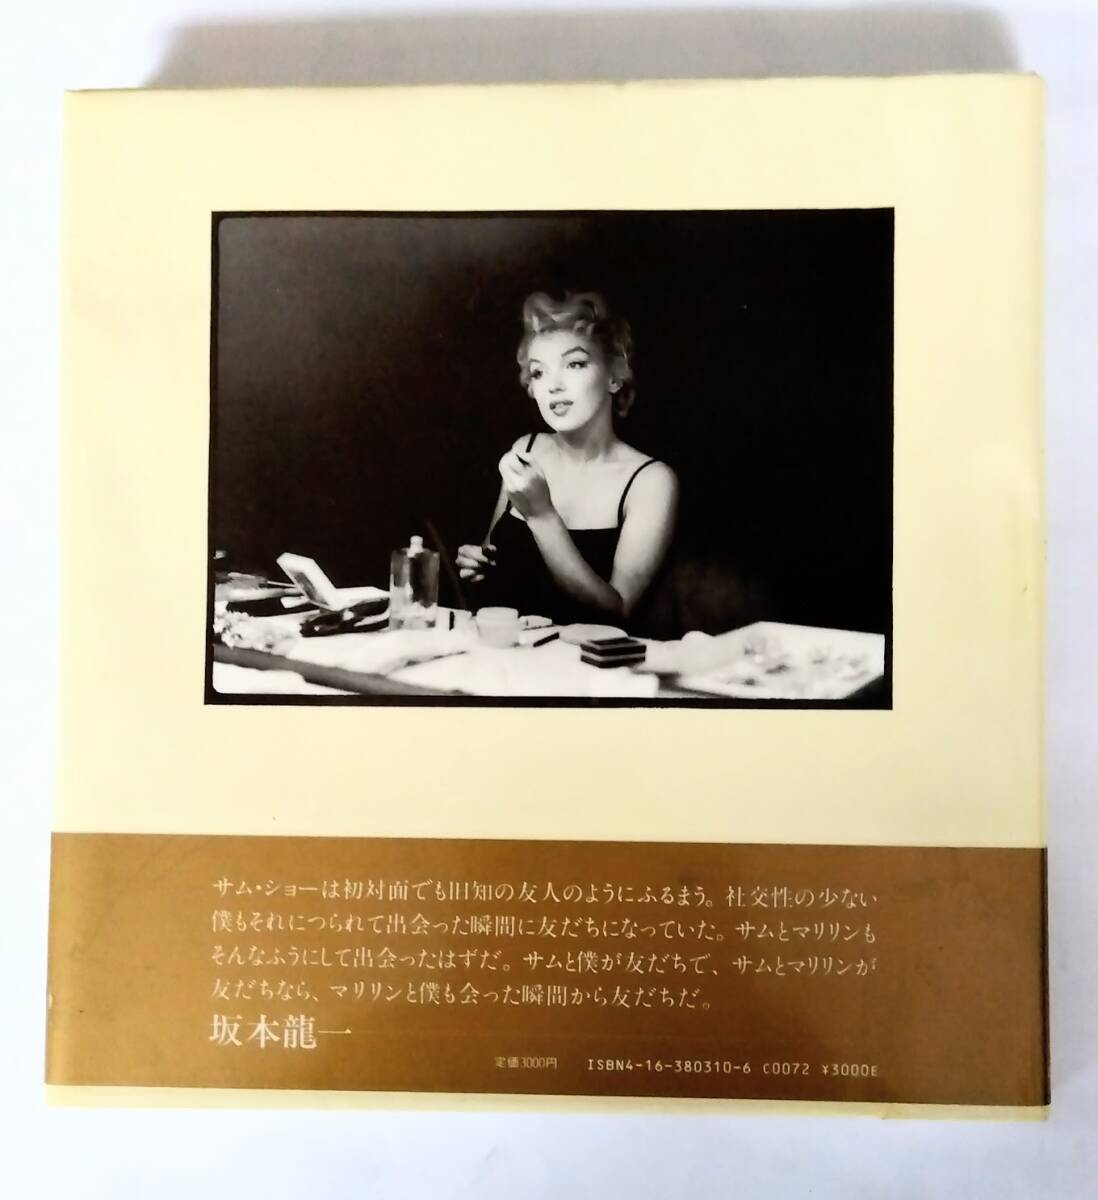 サム・ショーは初対面でも旧知の友人のようにふるまう。社交性の少ない
僕もそれにつられて出会った瞬間に友だちになっていた。サムとマリリンも
そんなふうにして出会ったはずだ。サムと僕が友だちで、サムとマリリンが
友だちなら、マリリンと僕も会った瞬間から友だちだ。
坂本龍一
定価3000円 ISBN4-16-380310-6 C0072 ¥3000E